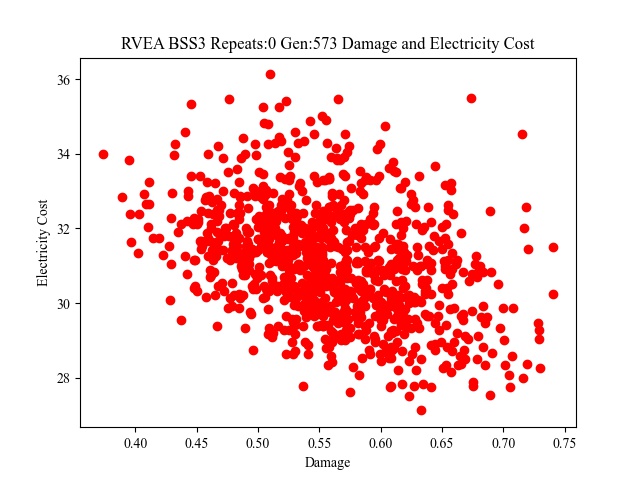 RVEA BSS3 Repeats:0 Gen:573 Damage and Electricity Cost
36
34
32
30
28
Electricity Cost
0.40 0.45 0.50 0.55 0.60 0.65 0.70 0.75
Damage